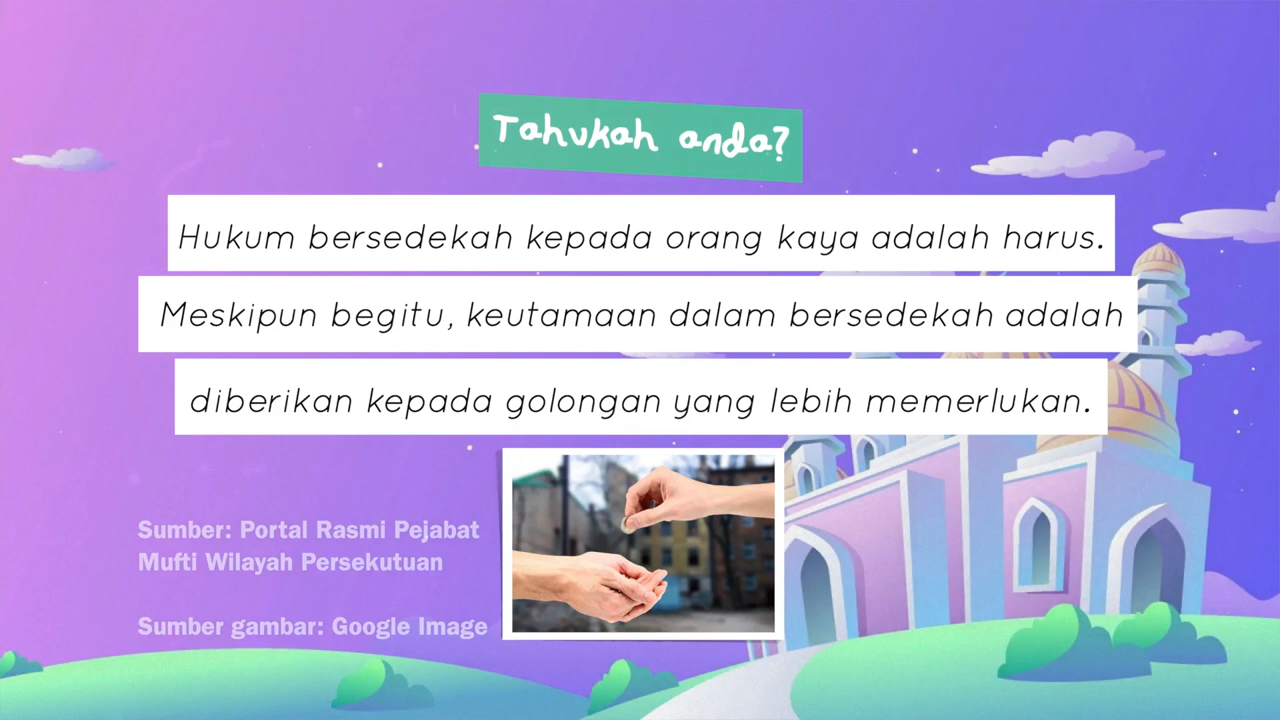 Tahukah anda?
Hukum bersedekah kepada orang kaya adalah harus.
Meskipun begitu, keutamaan dalam bersedekah adalah
diberikan kepada golongan yang lebih memerlukan.
Sumber: Portal Rasmi Pejabat
Mufti Wilayah Persekutuan
Sumber gambar: Google Image